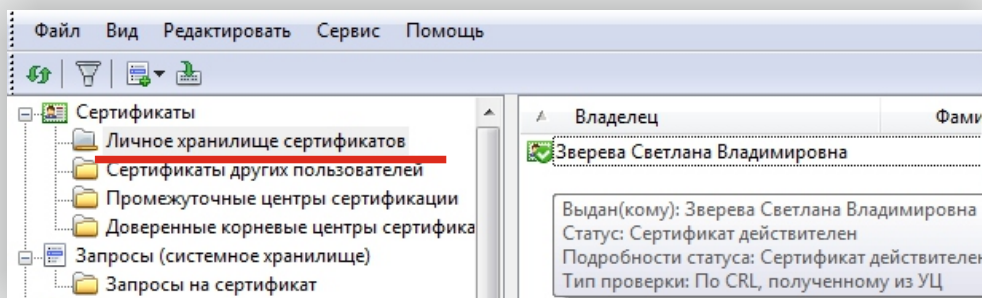 Файл Вид Редактировать Сервис Помощь
Сертификаты
Личное хранилище сертификатов
Сертификаты других пользователей
Промежуточные центры сертификации
Доверенные корневые центры сертифика
Запросы (системное хранилище)
Запросы на сертификат
Владелец Фами
Зверева Светлана Владимировна
Выдан(кому): Зверева Светлана Владимировна
Статус: Сертификат действителен
Подробности статуса: Сертификат действителен
Тип проверки: По CRL, полученному из УЦ